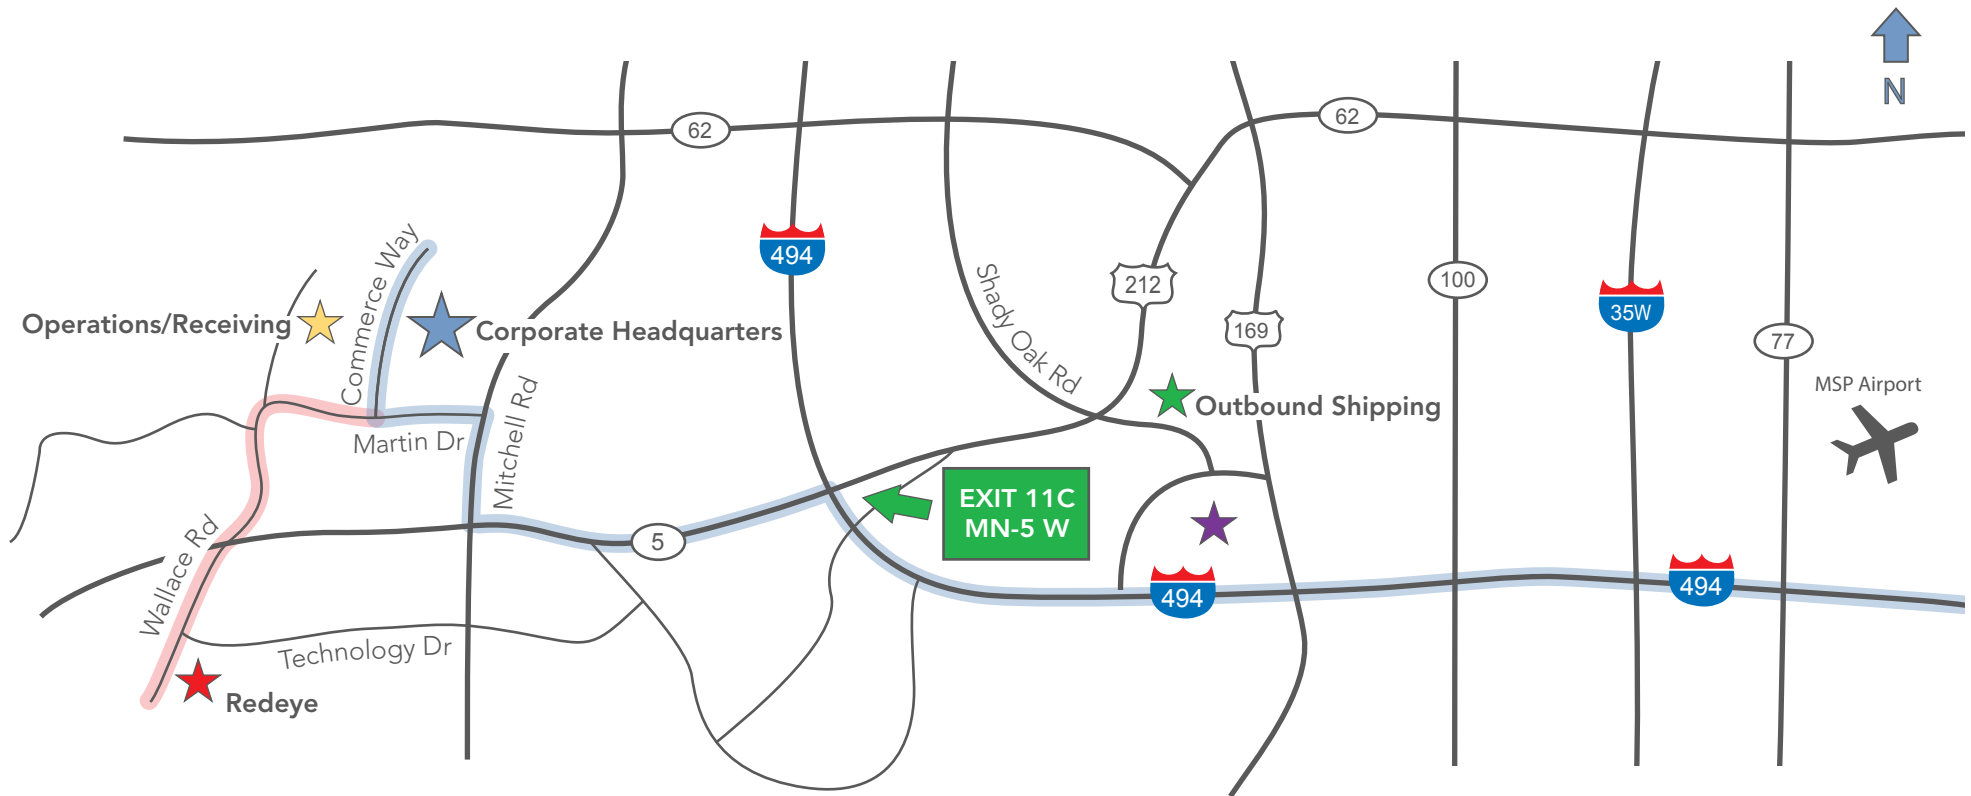 N
62
62
Commerce Way
494
Shady Oak Rd
212
100
35W
Operations/Receiving
Corporate Headquarters
169
77
MSP Airport
Mitchell Rd
Outbound Shipping
Martin Dr
EXIT 11C
MN-5 W
5
Wallace Rd
494
494
Technology Dr
Redeye